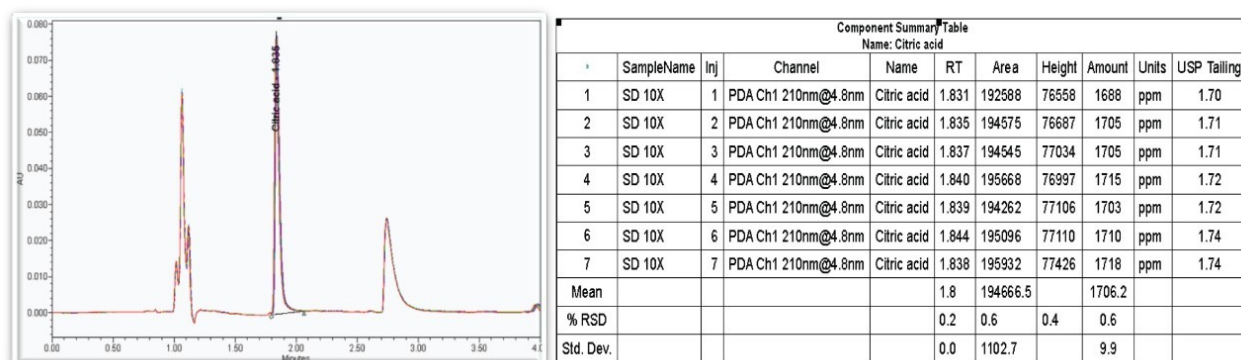 0.080
0.070
0.060
0.050
0.040
0.030
0.020
0.010
0.000
AU
Citric acid - 1.835
0.00 1.00 2.00 3.00 4.0
Minutes
Component Summary Table
Name: Citric acid
SampleName Inj Channel Name RT Area Height Amount Units USP Tailing
1 SD 10X 1 PDA Ch1 210nm@4.8nm Citric acid 1.831 192588 76558 1688 ppm 1.70
2 SD 10X 2 PDA Ch1 210nm@4.8nm Citric acid 1.835 194575 76687 1705 ppm 1.71
3 SD 10X 3 PDA Ch1 210nm@4.8nm Citric acid 1.837 194545 77034 1705 ppm 1.71
4 SD 10X 4 PDA Ch1 210nm@4.8nm Citric acid 1.840 195668 76997 1715 ppm 1.72
5 SD 10X 5 PDA Ch1 210nm@4.8nm Citric acid 1.839 194262 77106 1703 ppm 1.72
6 SD 10X 6 PDA Ch1 210nm@4.8nm Citric acid 1.844 195096 77110 1710 ppm 1.74
7 SD 10X 7 PDA Ch1 210nm@4.8nm Citric acid 1.838 195932 77426 1718 ppm 1.74
Mean 1.8 194666.5 1706.2
% RSD 0.2 0.6 0.4 0.6
Std. Dev. 0.0 1102.7 9.9